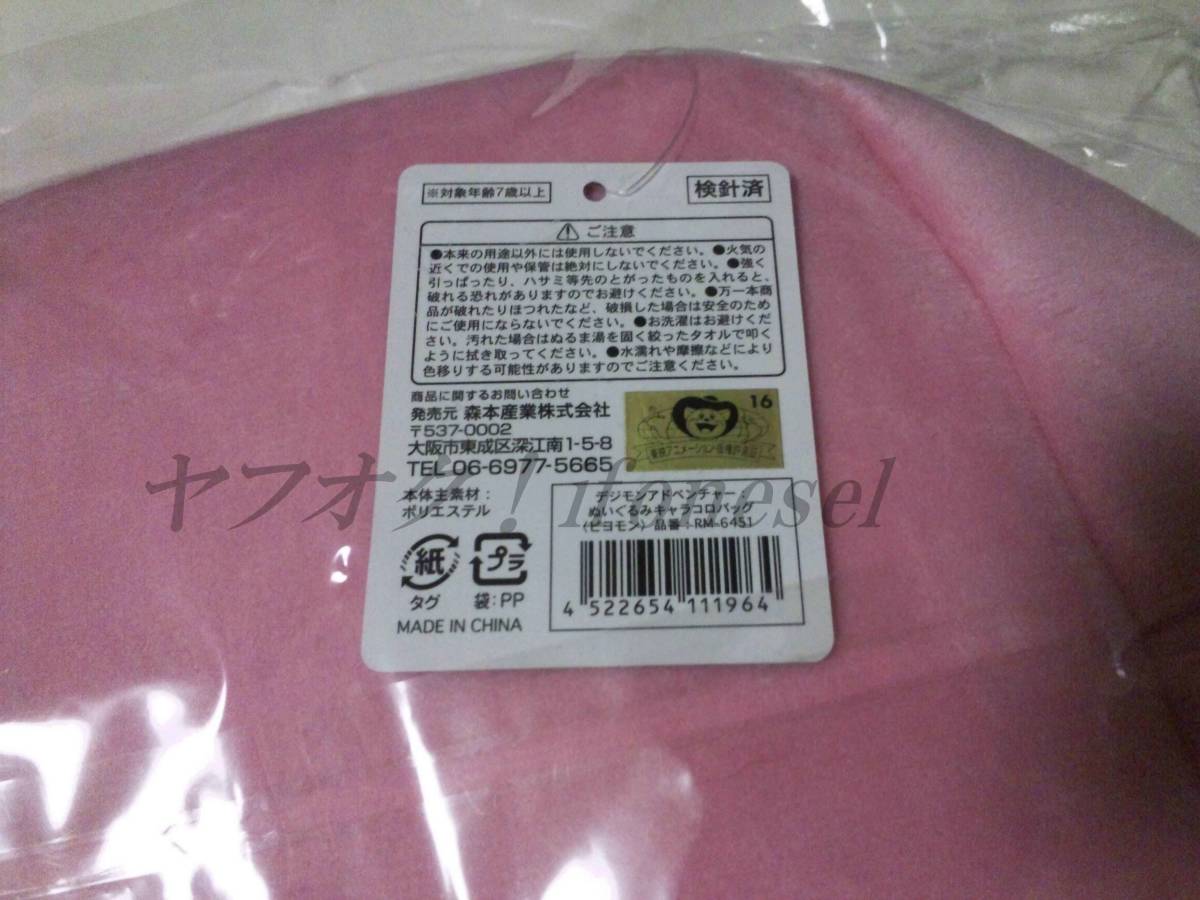 ※対象年齢7歳以上
検針済
ご注意
●本来の用途以外には使用しないでください。●火気の
近くでの使用や保管は絶対にしないでください。●強く
引っぱったり、ハサミ等先のとがったものを入れると、
破れる恐れがありますのでお避けください。●万一本商
品が破れたりほつれたなど、破損した場合は安全のため
にご使用にならないでください。●お洗濯はお避けくだ
さい。汚れた場合はぬるま湯を固く絞ったタオルで叩く
ように拭き取ってください。●水濡れや摩擦などにより
色移りする可能性がありますのでご注意ください。
商品に関するお問い合わせ
発売元 森本産業株式会社
〒537-0002
大阪市東成区深江南1-5-8
TEL 06-6977-5665
16
東映アニメーション
ヤフオク！ifonesel
本体主素材：
ポリエステル
デジモンアドベンチャー：
ぬいぐるみキャラコロバッグ
（ピヨモン）品番：RM-6451
紙
タグ
プラ
袋：PP
MADE IN CHINA
4 522654 111964